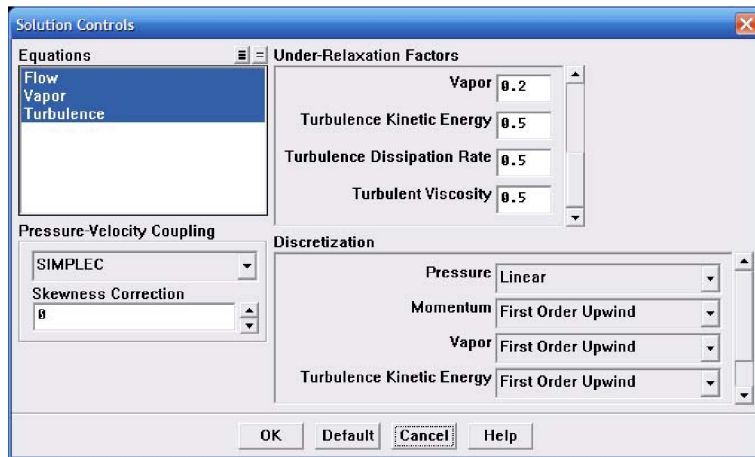 Solution Controls
Equations
Flow
Vapor
Turbulence
Pressure-Velocity Coupling
SIMPLEC
Skewness Correction
0
Under-Relaxation Factors
Vapor 0.2
Turbulence Kinetic Energy 0.5
Turbulence Dissipation Rate 0.5
Turbulent Viscosity 0.5
Discretization
Pressure Linear
Momentum First Order Upwind
Vapor First Order Upwind
Turbulence Kinetic Energy First Order Upwind
OK Default Cancel Help